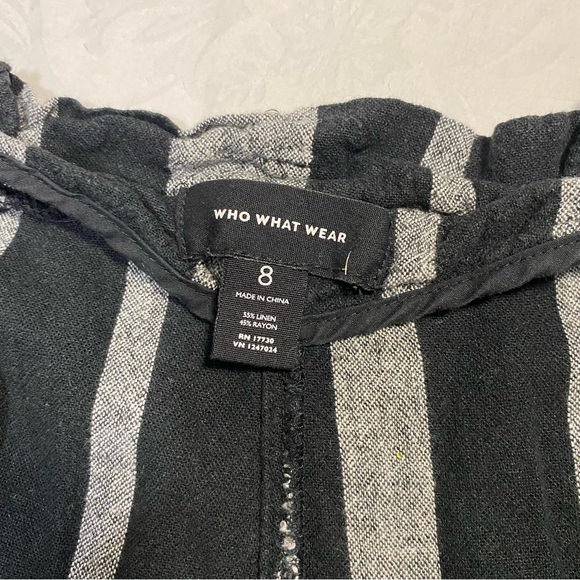 WHO WHAT WEAR
8
MADE IN CHINA
55% LINEN
45% RAYON
RN 17730
VN 1247024